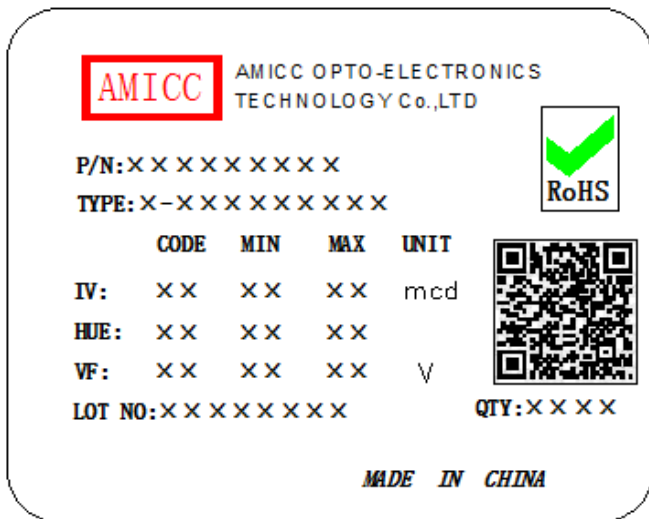 AMICC
AMICC OPTO-ELECTRONICS
TECHNOLOGY Co.,LTD
RoHS
P/N:×××××××××
TYPE:×-×××××××××
CODE MIN MAX UNIT
IV: ×× ×× ×× mcd
HUE: ×× ×× ××
VF: ×× ×× ×× V
LOT NO:××××××××
QTY:××××
MADE IN CHINA